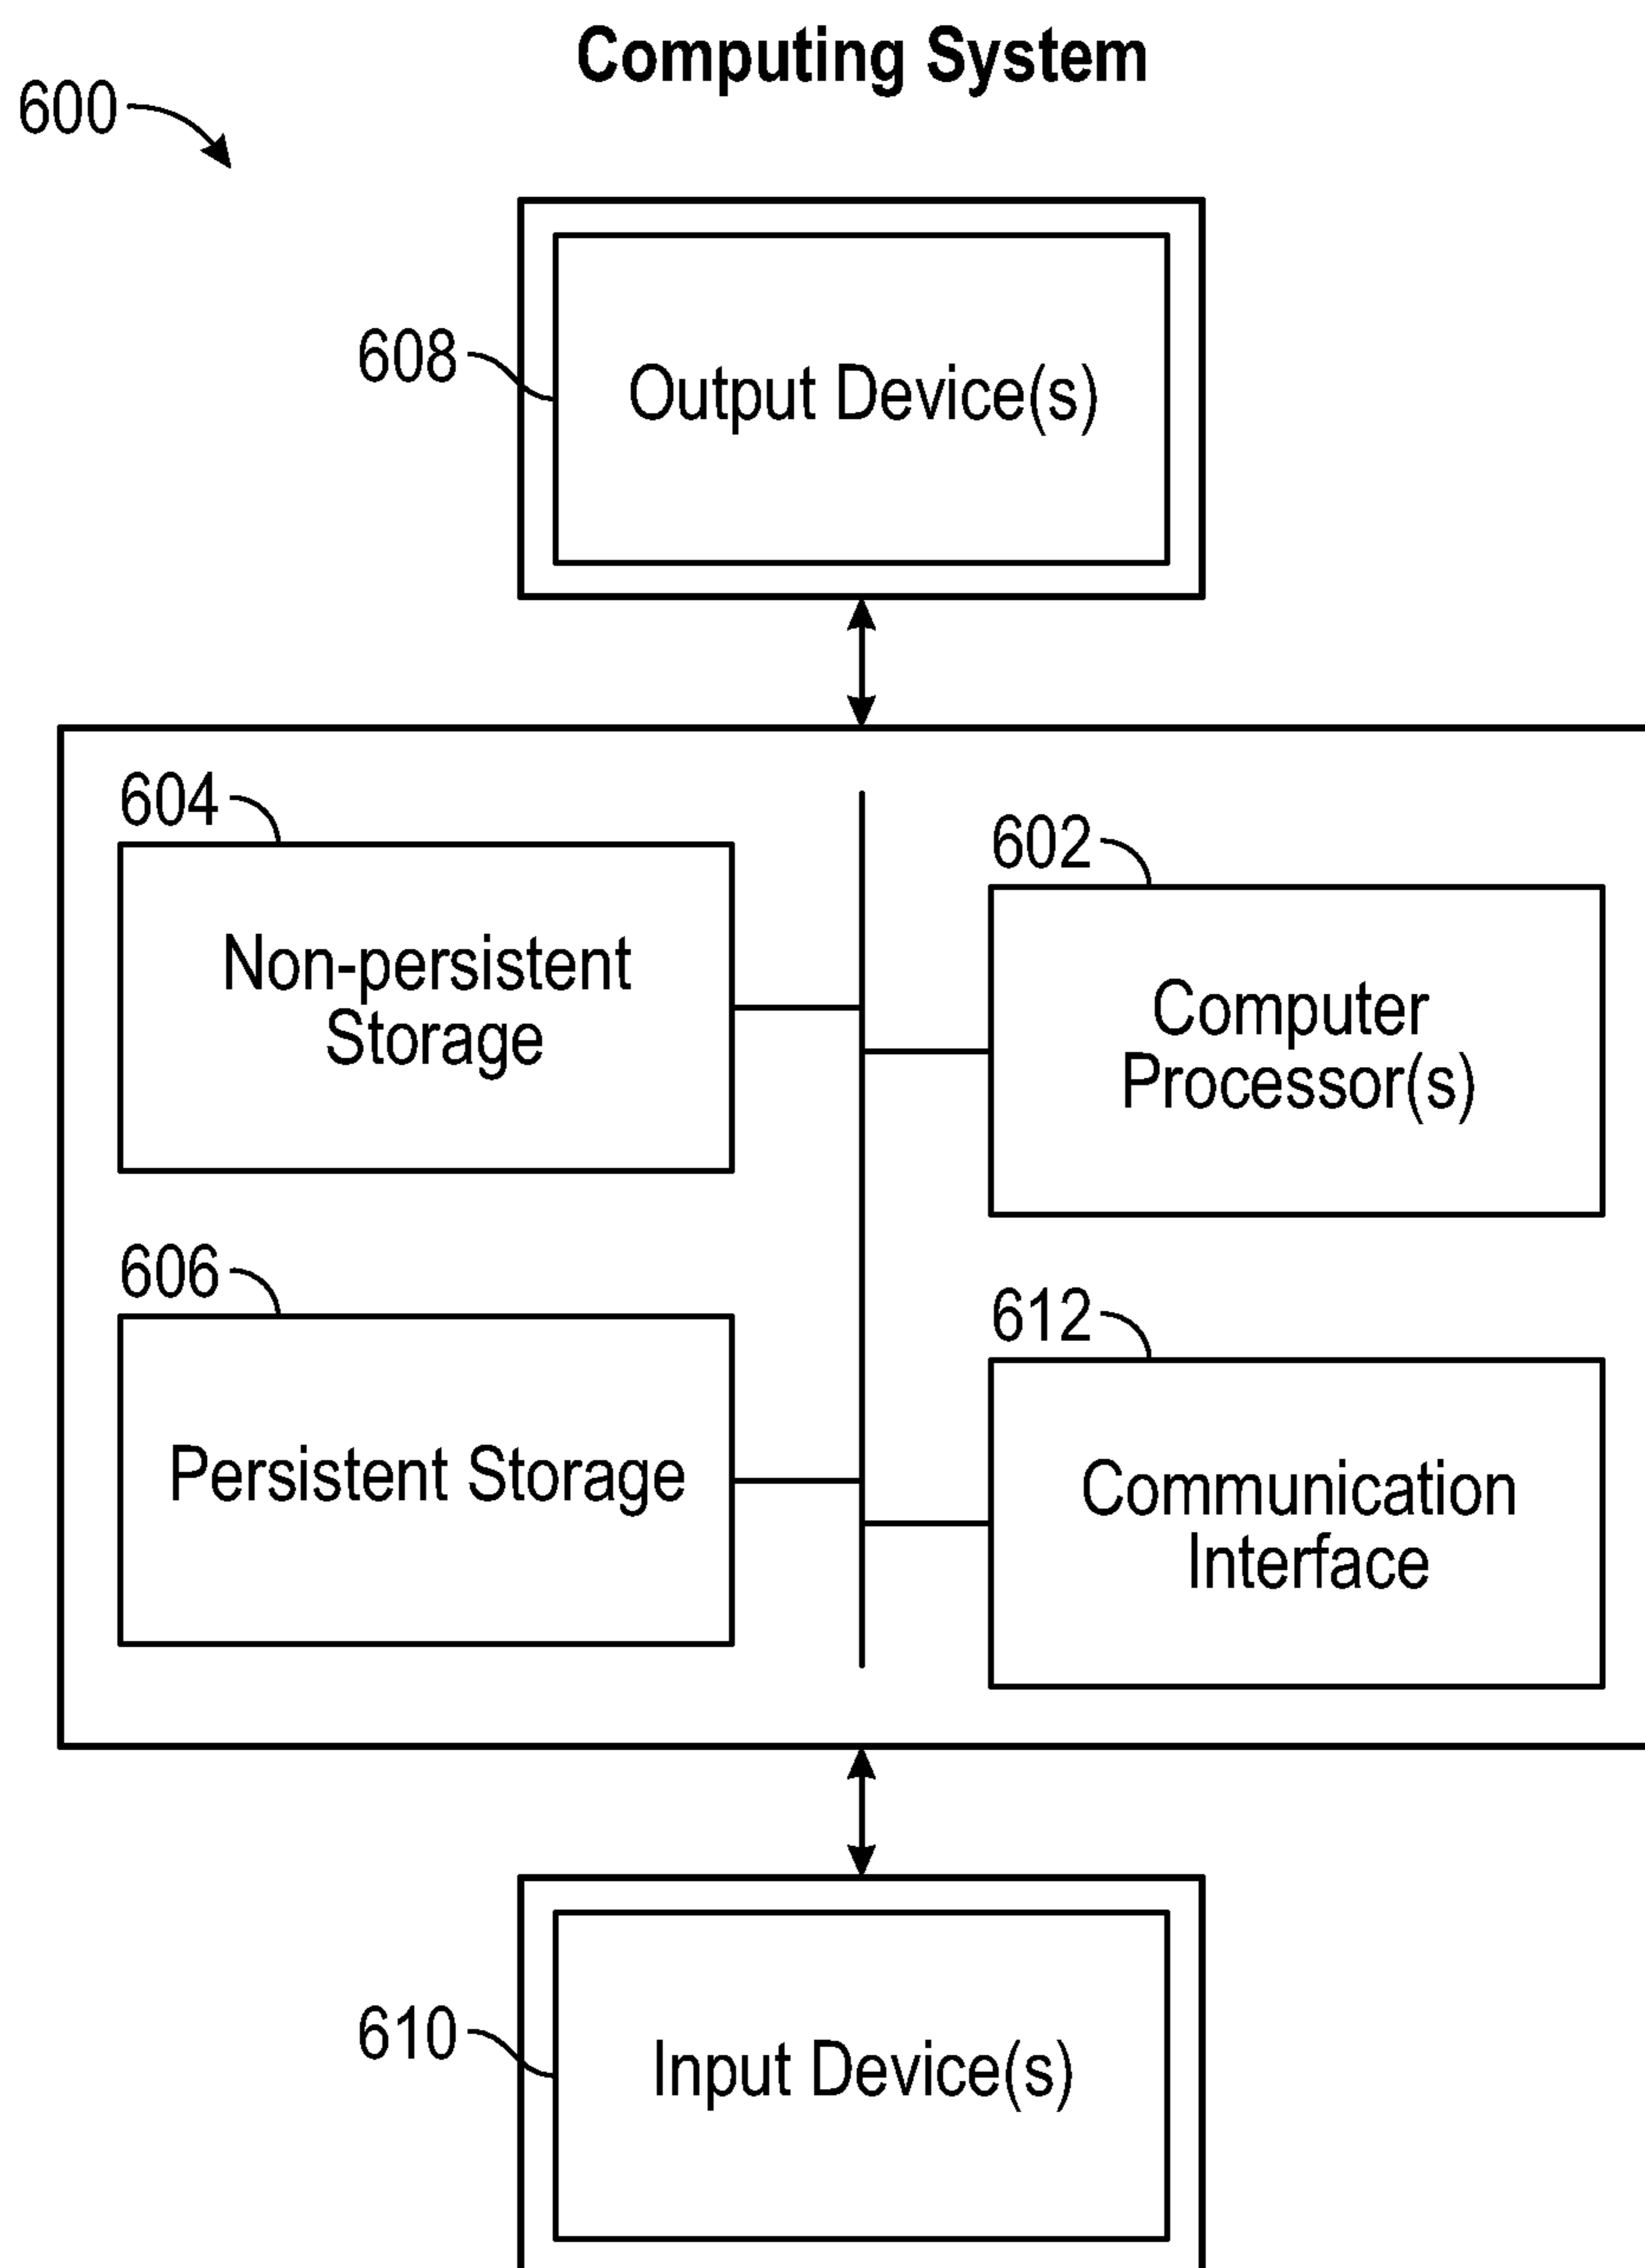 Computing System
600
608
Output Device(s)
604
602
Non-persistent
Storage
Computer
Processor(s)
606
612
Persistent Storage
Communication
Interface
610
Input Device(s)